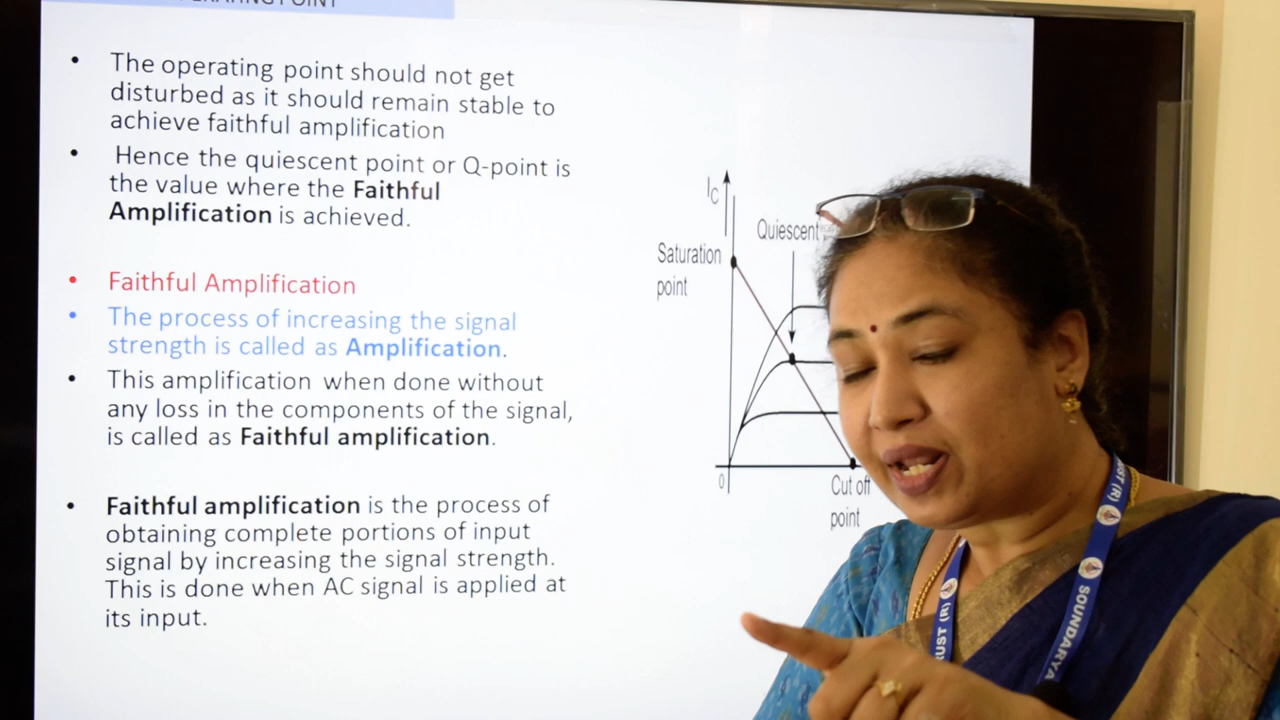 OPERATING POINT
• The operating point should not get
disturbed as it should remain stable to
achieve faithful amplification
• Hence the quiescent point or Q-point is
the value where the Faithful
Amplification is achieved.
• Faithful Amplification
• The process of increasing the signal
strength is called as Amplification.
• This amplification when done without
any loss in the components of the signal,
is called as Faithful amplification.
• Faithful amplification is the process of
obtaining complete portions of input
signal by increasing the signal strength.
This is done when AC signal is applied at
its input.
IC
Quiescent
Saturation
point
0
Cut off
point
UST (R)
UST (R)
SOUNDARYA